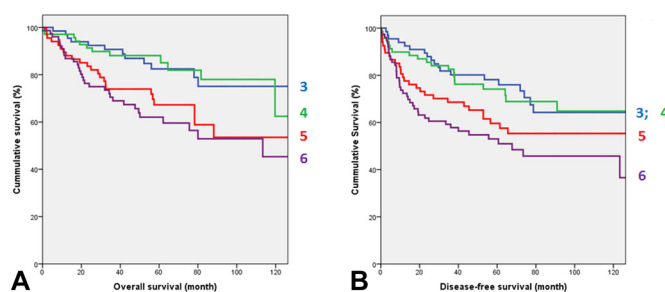 100
80
60
40
20
0
Cummulative Survival (%)
0 20 40 60 80 100 120
Overall survival (month)
3
4
5
6
A
100
80
60
40
20
0
Cummulative Survival (%)
0 20 40 60 80 100 120
Disease-free survival (month)
3; 4
5
6
B